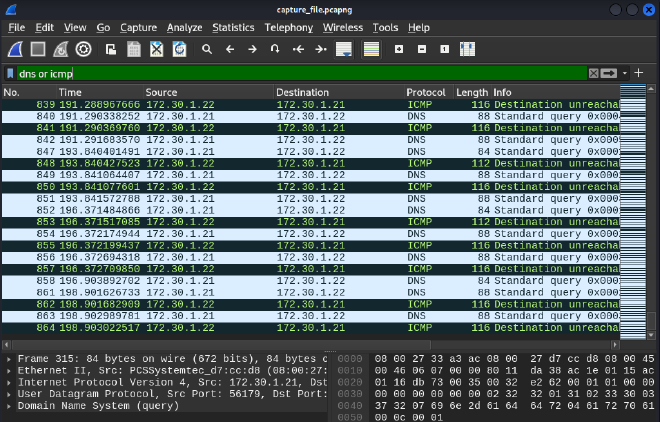 capture_file.pcapng
File Edit View Go Capture Analyze Statistics Telephony Wireless Tools Help
dns or icmp
No. Time Source Destination Protocol Length Info
839 191.288967666 172.30.1.22 172.30.1.21 ICMP 116 Destination unreacha
840 191.290338252 172.30.1.21 172.30.1.22 DNS 88 Standard query 0x000
841 191.290369760 172.30.1.22 172.30.1.21 ICMP 116 Destination unreacha
842 191.291683570 172.30.1.21 172.30.1.22 DNS 88 Standard query 0x000
847 193.840401491 172.30.1.21 172.30.1.22 DNS 84 Standard query 0x000
848 193.840427523 172.30.1.22 172.30.1.21 ICMP 112 Destination unreacha
849 193.841064407 172.30.1.21 172.30.1.22 DNS 88 Standard query 0x000
850 193.841077601 172.30.1.22 172.30.1.21 ICMP 116 Destination unreacha
851 193.841572788 172.30.1.21 172.30.1.22 DNS 88 Standard query 0x000
852 196.371484866 172.30.1.21 172.30.1.22 DNS 84 Standard query 0x000
853 196.371517085 172.30.1.22 172.30.1.21 ICMP 112 Destination unreacha
854 196.372174944 172.30.1.21 172.30.1.22 DNS 88 Standard query 0x000
855 196.372199437 172.30.1.22 172.30.1.21 ICMP 116 Destination unreacha
856 196.372694318 172.30.1.21 172.30.1.22 DNS 88 Standard query 0x000
857 196.372709850 172.30.1.22 172.30.1.21 ICMP 116 Destination unreacha
858 196.903892702 172.30.1.21 172.30.1.22 DNS 84 Standard query 0x000
861 198.901626733 172.30.1.21 172.30.1.22 DNS 88 Standard query 0x000
862 198.901682909 172.30.1.22 172.30.1.21 ICMP 116 Destination unreacha
863 198.902989781 172.30.1.21 172.30.1.22 DNS 88 Standard query 0x000
864 198.903022517 172.30.1.22 172.30.1.21 ICMP 116 Destination unreacha
Frame 315: 84 bytes on wire (672 bits), 84 bytes c
Ethernet II, Src: PCSSystemtec_d7:cc:d8 (08:00:27:
Internet Protocol Version 4, Src: 172.30.1.21, Dst
User Datagram Protocol, Src Port: 56179, Dst Port:
Domain Name System (query)
0000 08 00 27 33 a3 ac 08 00 27 d7 cc d8 08 00 45
0010 00 46 06 07 00 00 80 11 da 38 ac 1e 01 15 ac
0020 01 16 db 73 00 35 00 32 e2 62 00 01 01 00 00
0030 00 00 00 00 00 00 02 32 32 01 31 02 33 30 03
0040 37 32 07 69 6e 2d 61 64 64 72 04 61 72 70 61
0050 00 0c 00 01